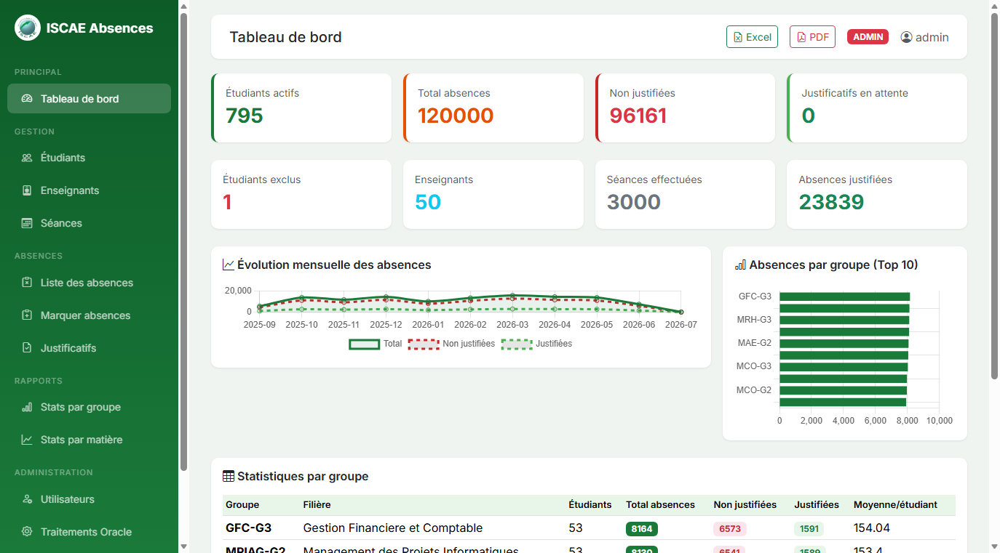 ISCAE Absences
PRINCIPAL
Tableau de bord
GESTION
Étudiants
Enseignants
Séances
ABSENCES
Liste des absences
Marquer absences
Justificatifs
RAPPORTS
Stats par groupe
Stats par matière
ADMINISTRATION
Utilisateurs
Traitements Oracle
Tableau de bord
Excel
PDF
ADMIN
admin
Étudiants actifs
795
Total absences
120000
Non justifiées
96161
Justificatifs en attente
0
Étudiants exclus
1
Enseignants
50
Séances effectuées
3000
Absences justifiées
23839
Évolution mensuelle des absences
20,000
0
2025-09 2025-10 2025-11 2025-12 2026-01 2026-02 2026-03 2026-04 2026-05 2026-06 2026-07
Total Non justifiées Justifiées
Absences par groupe (Top 10)
GFC-G3
MRH-G3
MAE-G2
MCO-G3
MCO-G2
0 2,000 4,000 6,000 8,000 10,000
Statistiques par groupe
Groupe Filière Étudiants Total absences Non justifiées Justifiées Moyenne/étudiant
GFC-G3 Gestion Financiere et Comptable 53 8164 6573 1591 154.04
MPIAG-G2 Management des Projets Informatiques 53 8130 6541 1589 153.4